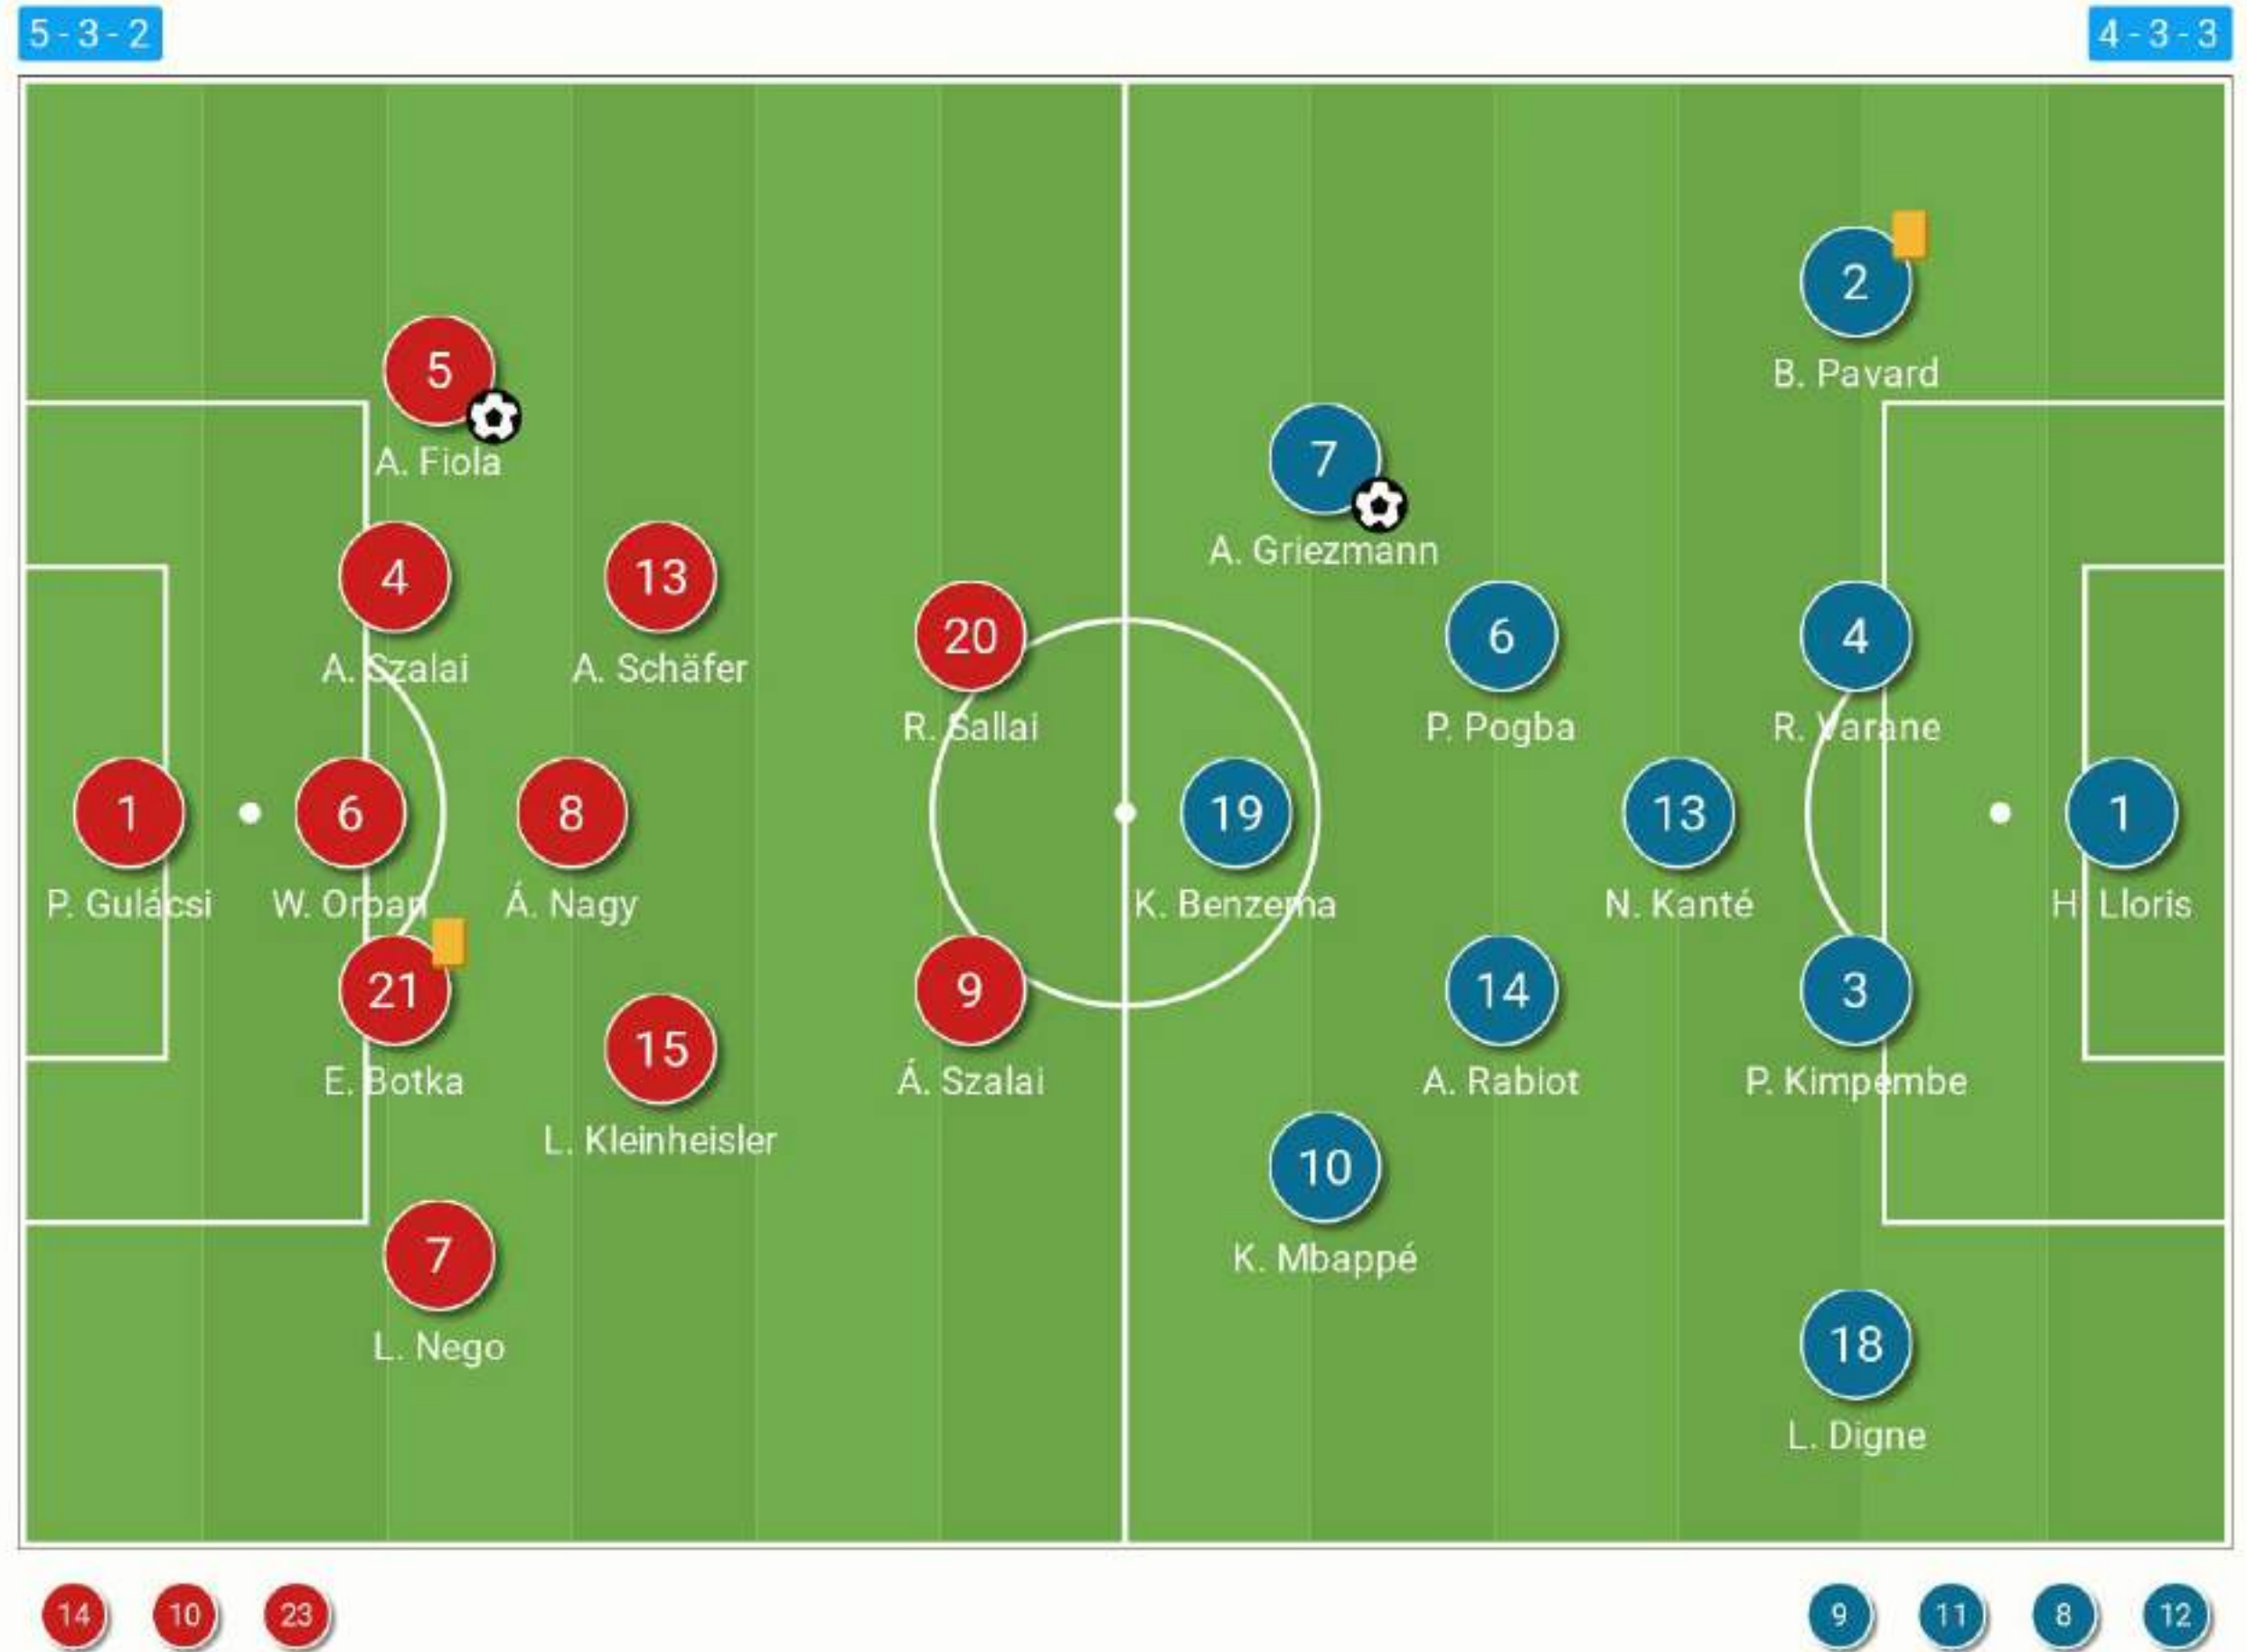 5 - 3 - 2
4 - 3 - 3
2
B. Pavard
5
A. Fiola
7
A. Griezmann
4
A. Szalai
13
A. Schäfer
20
R. Sallai
6
P. Pogba
4
R. Varane
1
P. Gulácsi
6
W. Orban
8
Á. Nagy
19
K. Benzema
13
N. Kanté
1
H. Lloris
21
E. Botka
9
Á. Szalai
14
A. Rabiot
3
P. Kimpembe
15
L. Kleinheisler
10
K. Mbappé
7
L. Nego
18
L. Digne
14 10 23
9 11 8 12